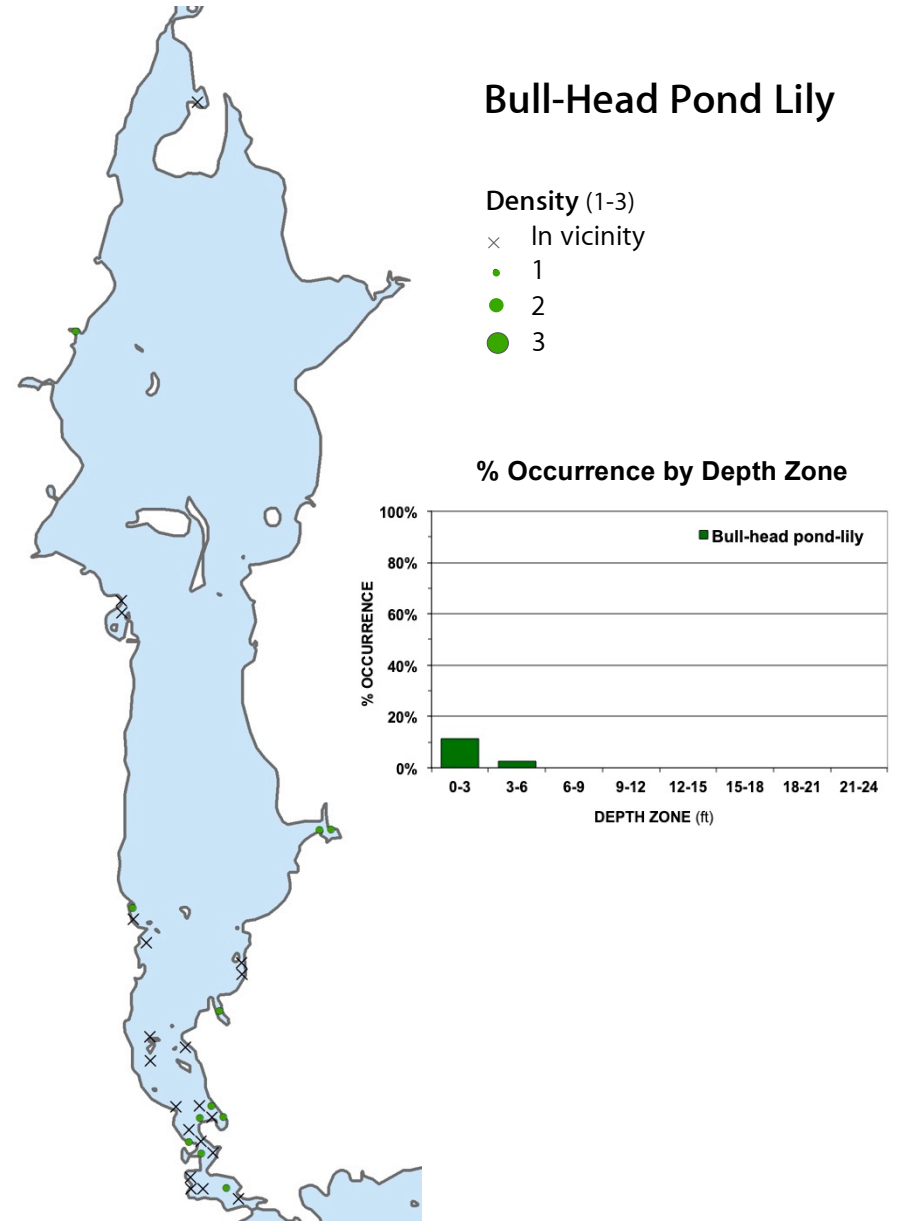 Bull-Head Pond Lily
Density (1-3)
In vicinity
1
2
3
% Occurrence by Depth Zone
100%
80%
60%
40%
20%
0%
% OCCURRENCE
Bull-head pond-lily
0-3 3-6 6-9 9-12 12-15 15-18 18-21 21-24
DEPTH ZONE (ft)